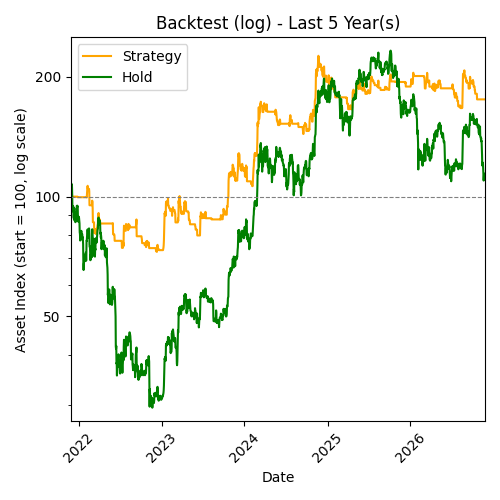 Backtest (log) - Last 5 Year(s)
Strategy
Hold
Asset Index (start = 100, log scale)
200
100
50
2022
2023
2024
2025
2026
Date